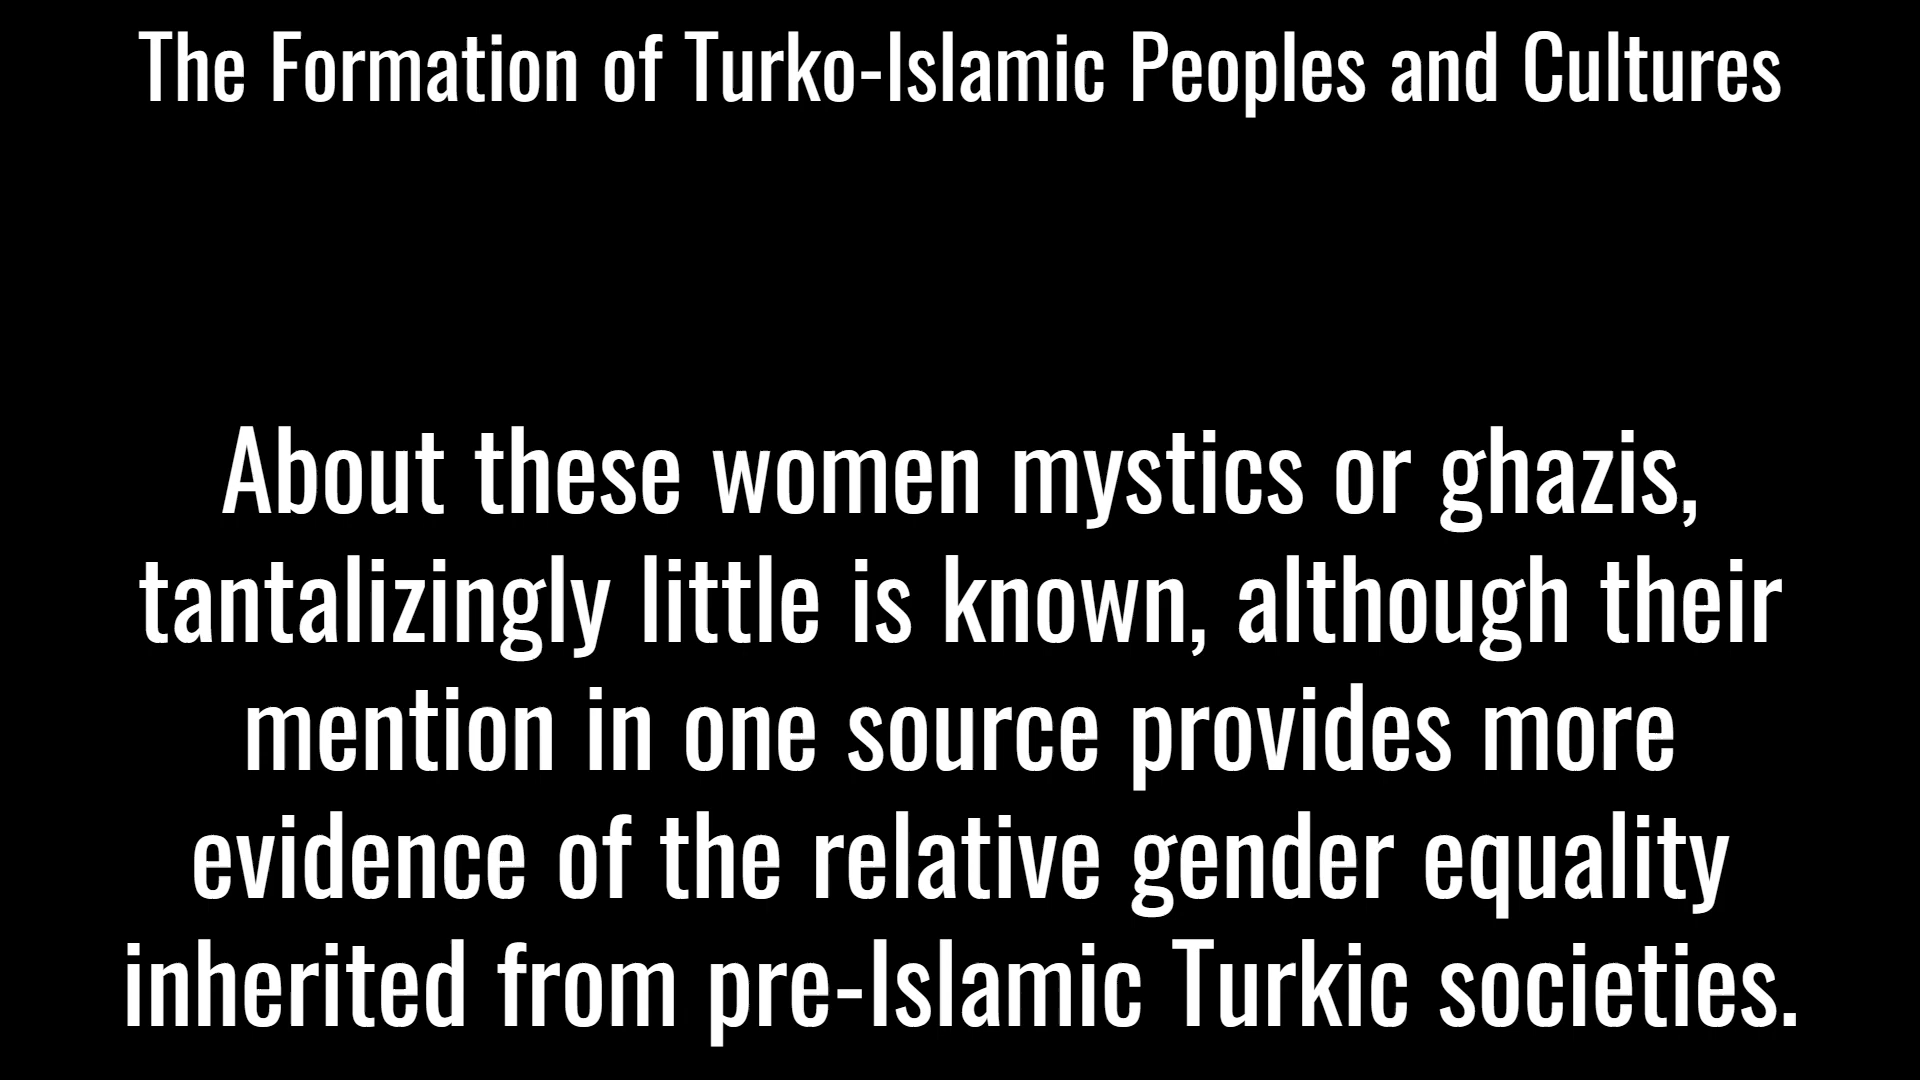 The Formation of Turko-Islamic Peoples and Cultures
About these women mystics or ghazis,
tantalizingly little is known, although their
mention in one source provides more
evidence of the relative gender equality
inherited from pre-Islamic Turkic societies.